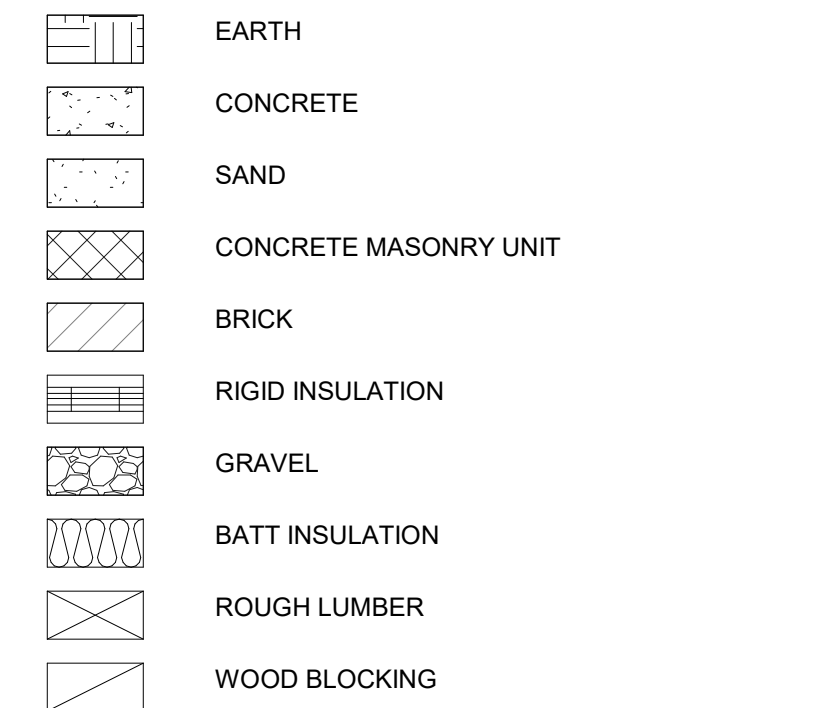 EARTH
CONCRETE
SAND
CONCRETE MASONRY UNIT
BRICK
RIGID INSULATION
GRAVEL
BATT INSULATION
ROUGH LUMBER
WOOD BLOCKING